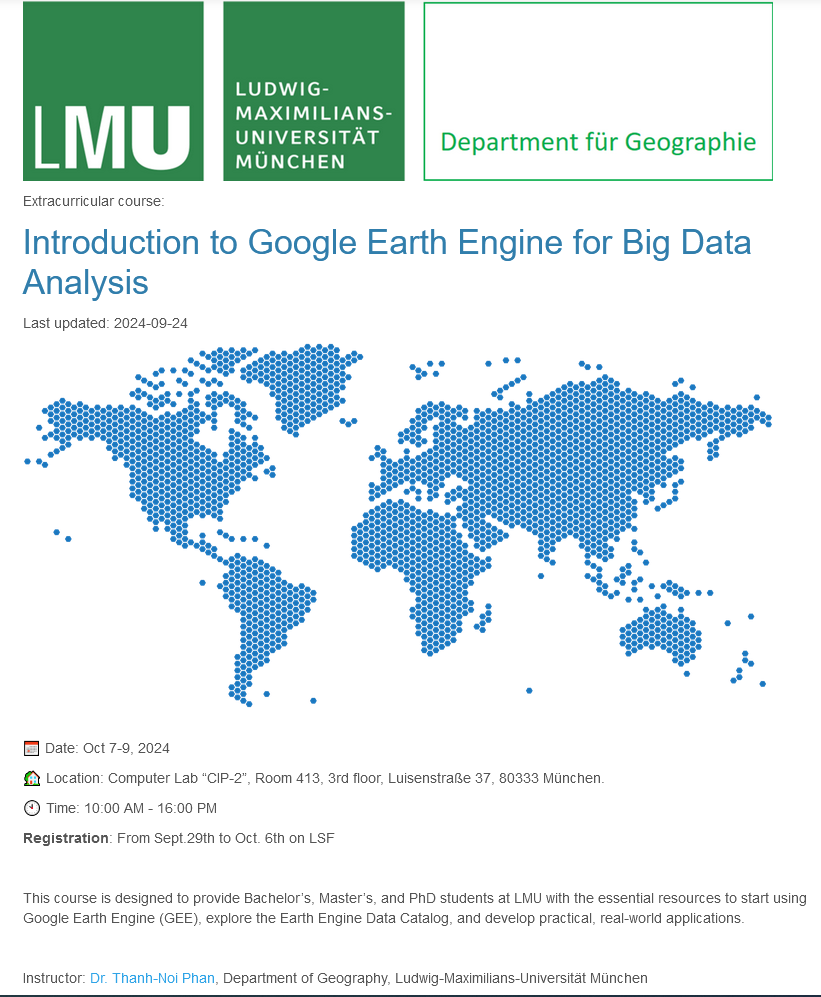 LMU
LUDWIG-
MAXIMILIANS-
UNIVERSITÄT
MÜNCHEN
Department für Geographie
Extracurricular course:
Introduction to Google Earth Engine for Big Data
Analysis
Last updated: 2024-09-24
Date: Oct 7-9, 2024
Location: Computer Lab “CIP-2”, Room 413, 3rd floor, Luisenstraße 37, 80333 München.
Time: 10:00 AM - 16:00 PM
Registration: From Sept.29th to Oct. 6th on LSF
This course is designed to provide Bachelor’s, Master’s, and PhD students at LMU with the essential resources to start using
Google Earth Engine (GEE), explore the Earth Engine Data Catalog, and develop practical, real-world applications.
Instructor: Dr. Thanh-Noi Phan, Department of Geography, Ludwig-Maximilians-Universität München